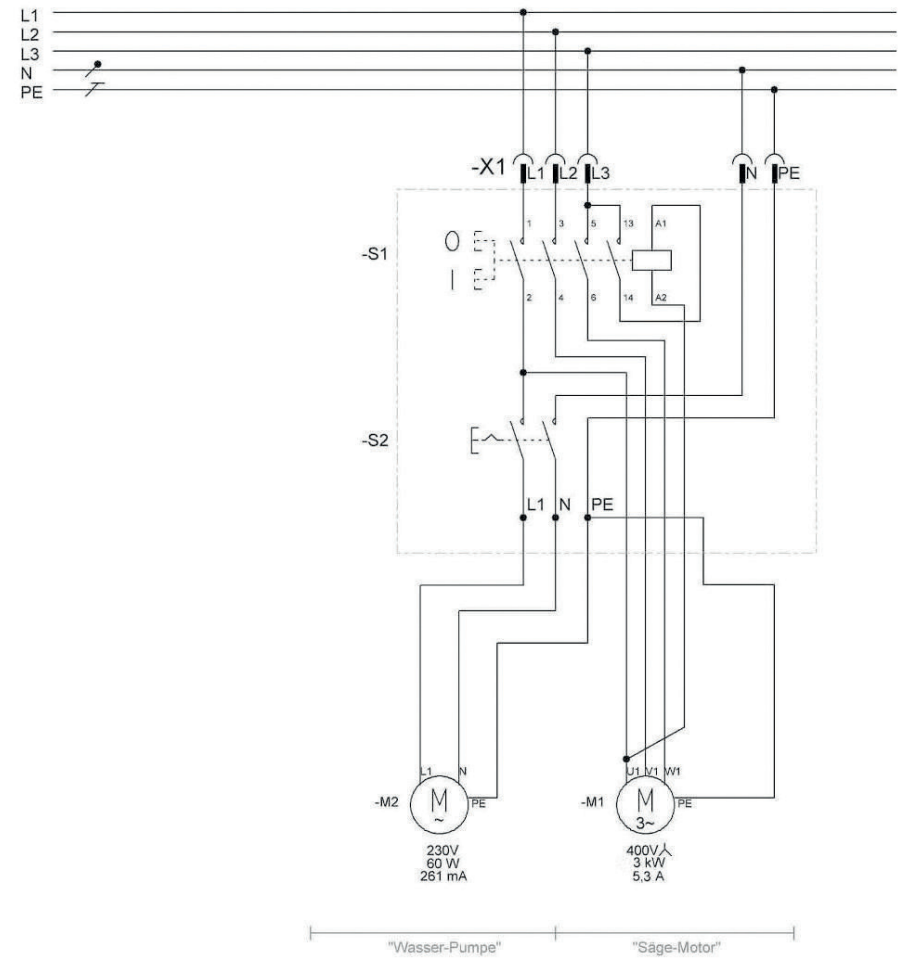 L1
L2
L3
N
PE
-X1 L1 L2 L3 N PE
1 3 5 13 A1
-S1 0
I
2 4 6 14 A2
-S2
L1 N PE
L1 N U1 V1 W1
-M2 M ~ PE -M1 M 3~ PE
230V 400V⅄
60 W 3 kW
261 mA 5,3 A
"Wasser-Pumpe" "Säge-Motor"